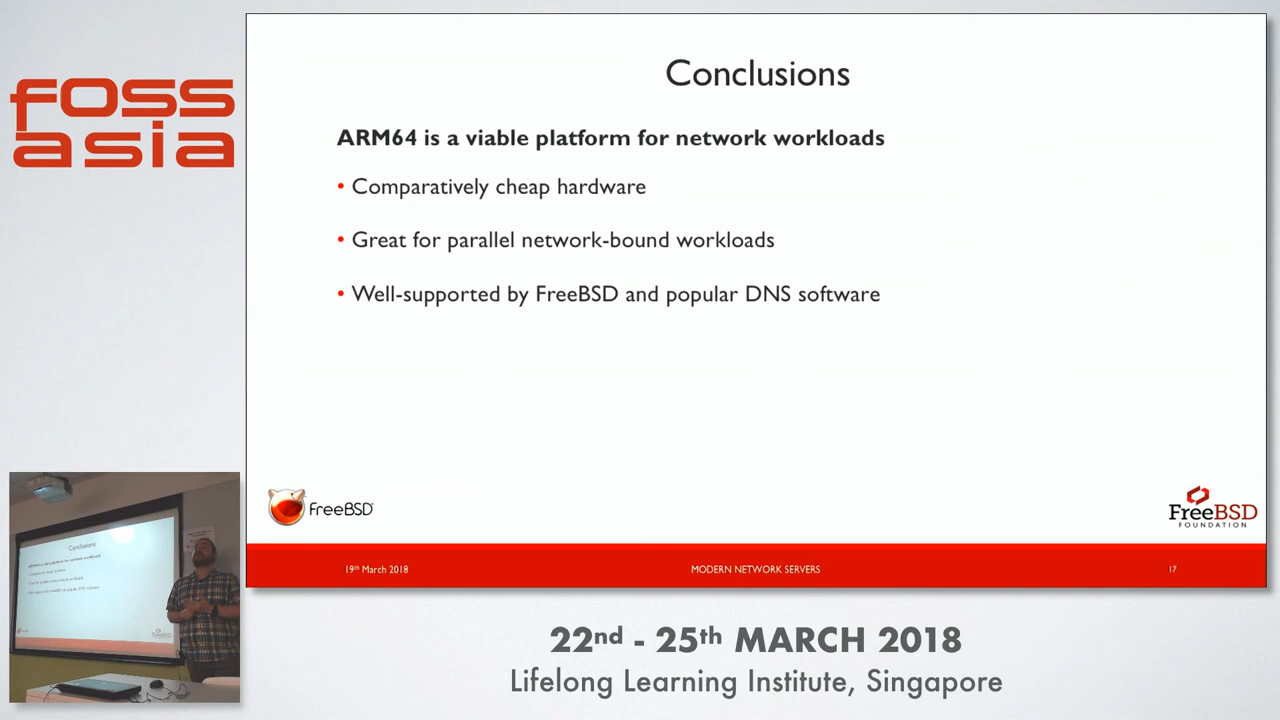 foss
asia
Conclusions
ARM64 is a viable platform for network workloads
• Comparatively cheap hardware
• Great for parallel network-bound workloads
• Well-supported by FreeBSD and popular DNS software
FreeBSD
FreeBSD
FOUNDATION
19th March 2018
MODERN NETWORK SERVERS
17
Conclusions
22nd - 25th MARCH 2018
Lifelong Learning Institute, Singapore